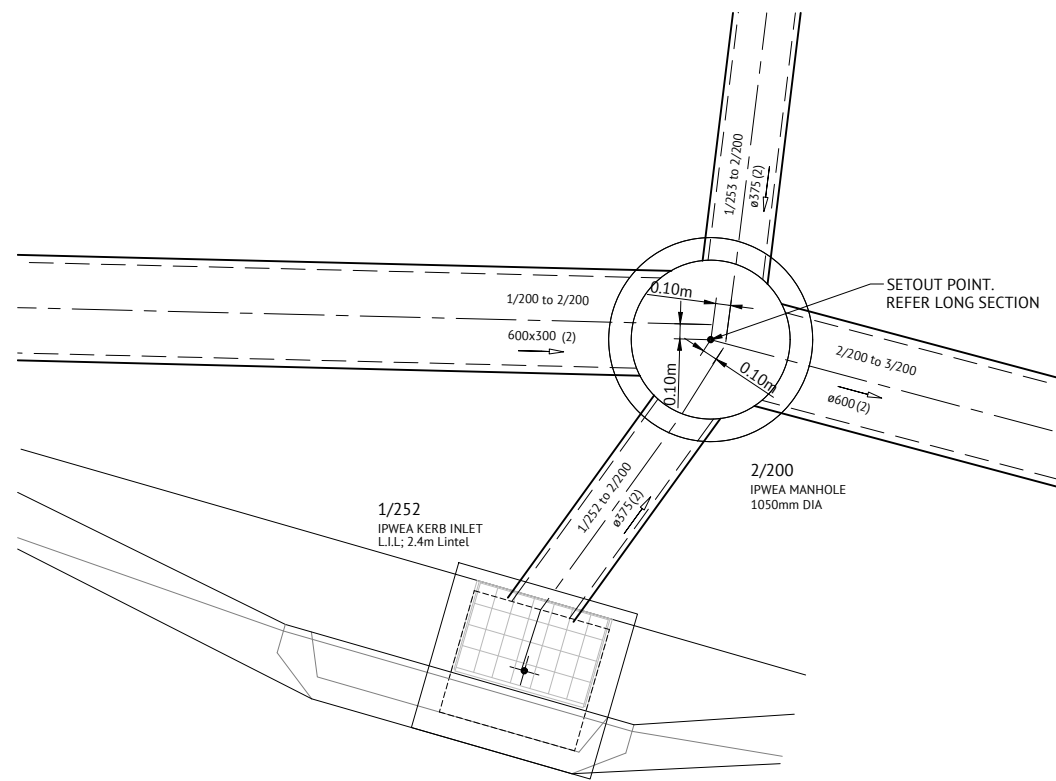 1/253 to 2/200
ø375 (2)
0.10m
SETOUT POINT.
REFER LONG SECTION
1/200 to 2/200
600x300 (2)
2/200 to 3/200
ø600 (2)
0.10m
0.10m
1/252 to 2/200
ø375 (2)
2/200
IPWEA MANHOLE
1050mm DIA
1/252
IPWEA KERB INLET
L.I.L; 2.4m Lintel